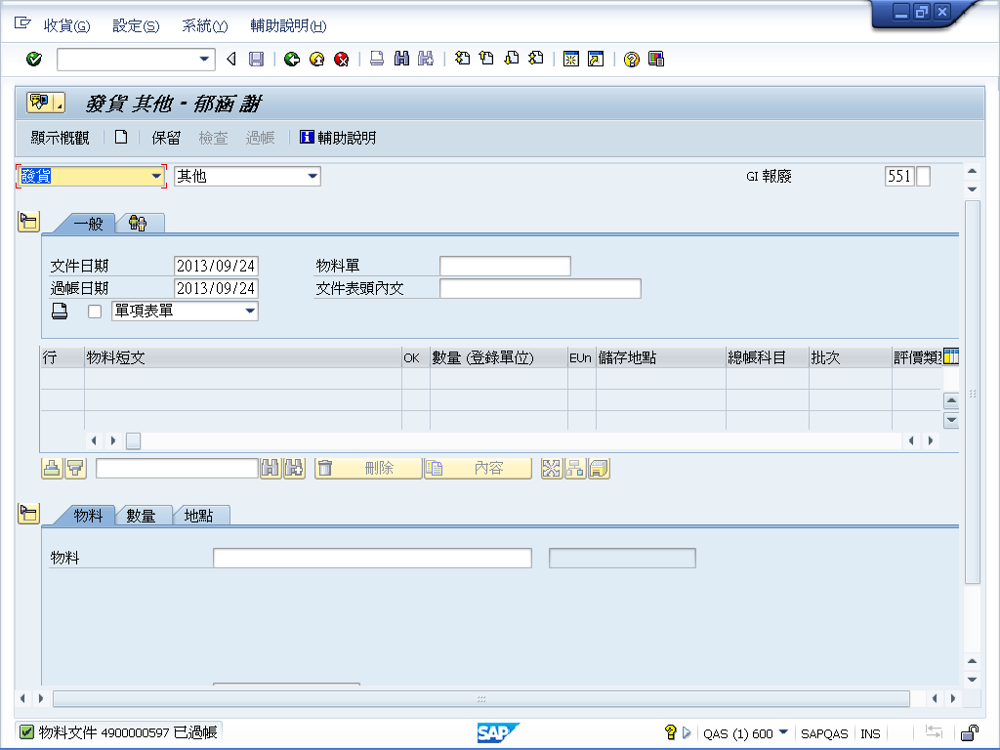 收貨(G) 設定(S) 系統(Y) 輔助說明(H)
發貨 其他 - 郁涵 謝
顯示概觀 保留 檢查 過帳 輔助說明
發貨 其他 GI 報廢 551
一般
文件日期 2013/09/24 物料單
過帳日期 2013/09/24 文件表頭內文
單項表單
行 物料短文 OK 數量 (登錄單位) EUn 儲存地點 總帳科目 批次 評價類型
刪除 內容
物料 數量 地點
物料
物料文件 4900000597 已過帳 SAP QAS (1) 600 SAPQAS INS